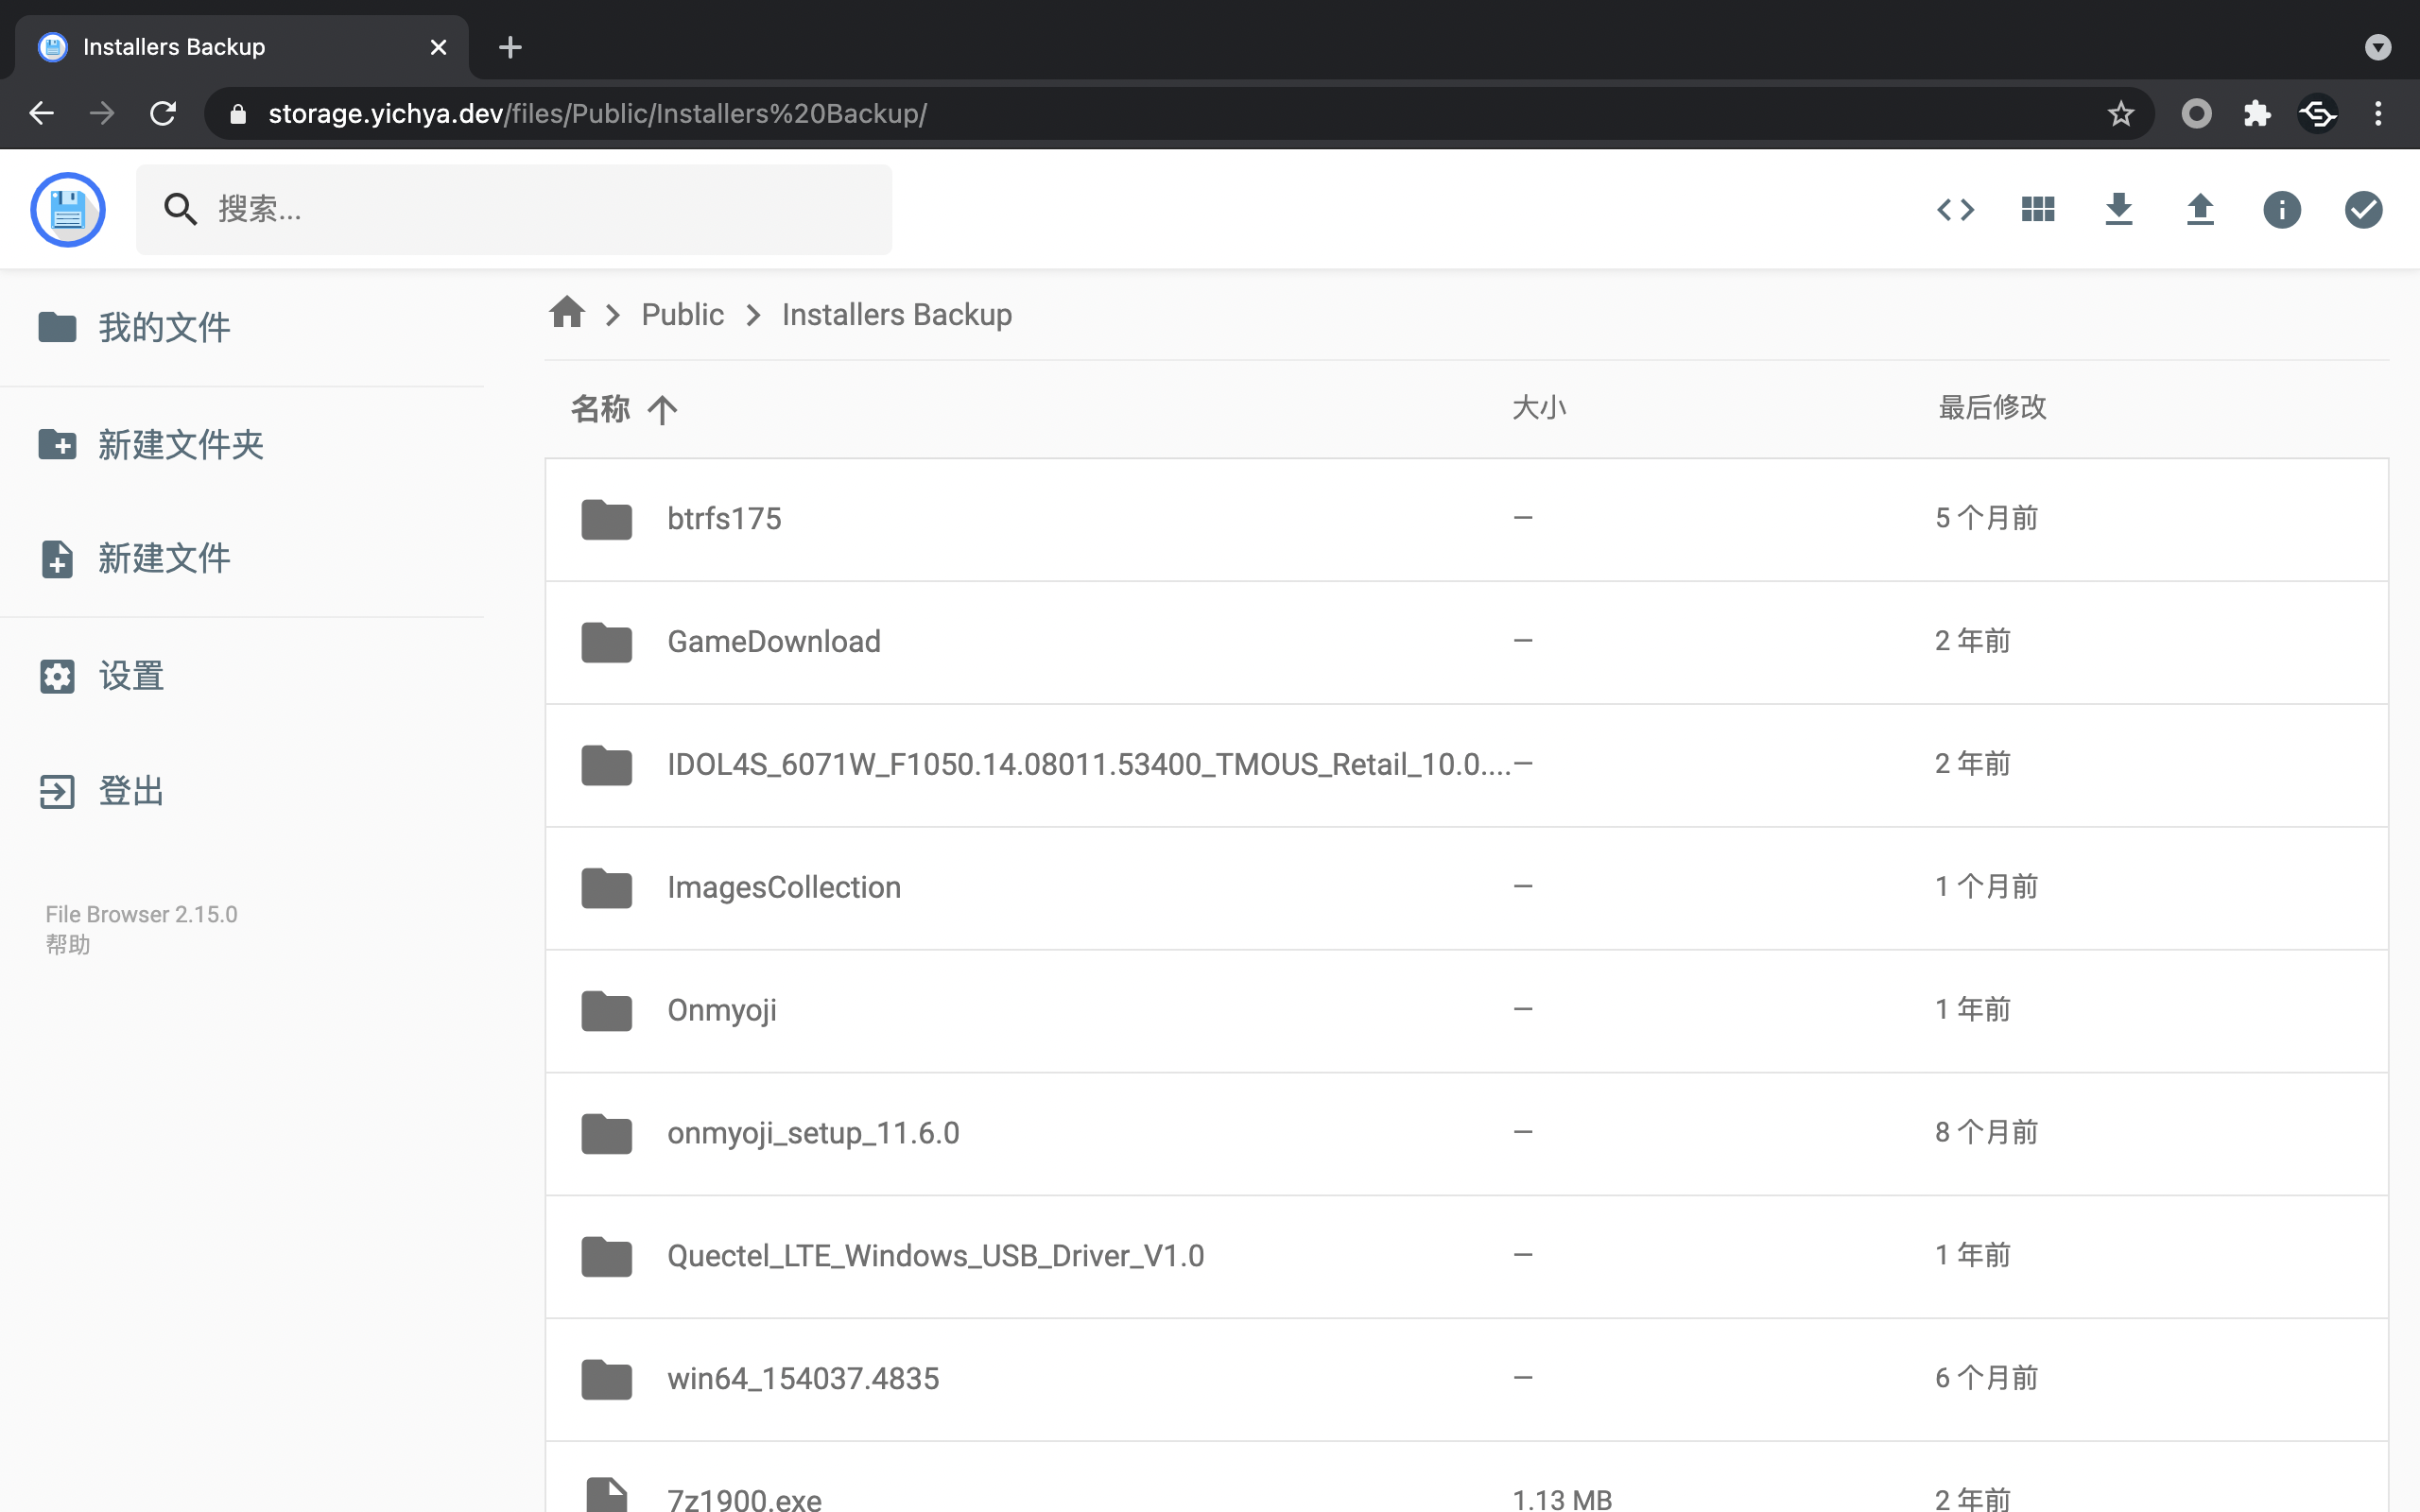 Installers Backup
storage.yichya.dev/files/Public/Installers%20Backup/
搜索...
我的文件
新建文件夹
新建文件
设置
登出
File Browser 2.15.0
帮助
Public
Installers Backup
名称 大小 最后修改
btrfs175 — 5 个月前
GameDownload — 2 年前
IDOL4S_6071W_F1050.14.08011.53400_TMOUS_Retail_10.0.... — 2 年前
ImagesCollection — 1 个月前
Onmyoji — 1 年前
onmyoji_setup_11.6.0 — 8 个月前
Quectel_LTE_Windows_USB_Driver_V1.0 — 1 年前
win64_154037.4835 — 6 个月前
7z1900.exe 1.13 MB 2 年前